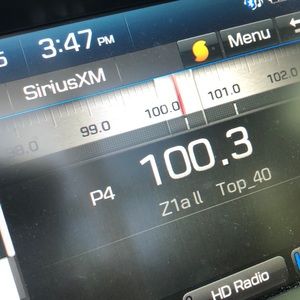 3:47 PM
Menu
SiriusXM
99.0 100.0 101.0 102.0
100.3
P4
Z1a ll Top_40
HD Radio